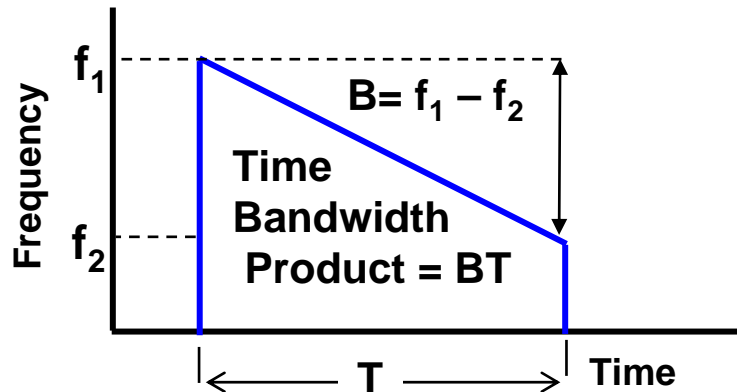 f₁
B= f₁ – f₂
Frequency
Time
Bandwidth
Product = BT
f₂
T
Time